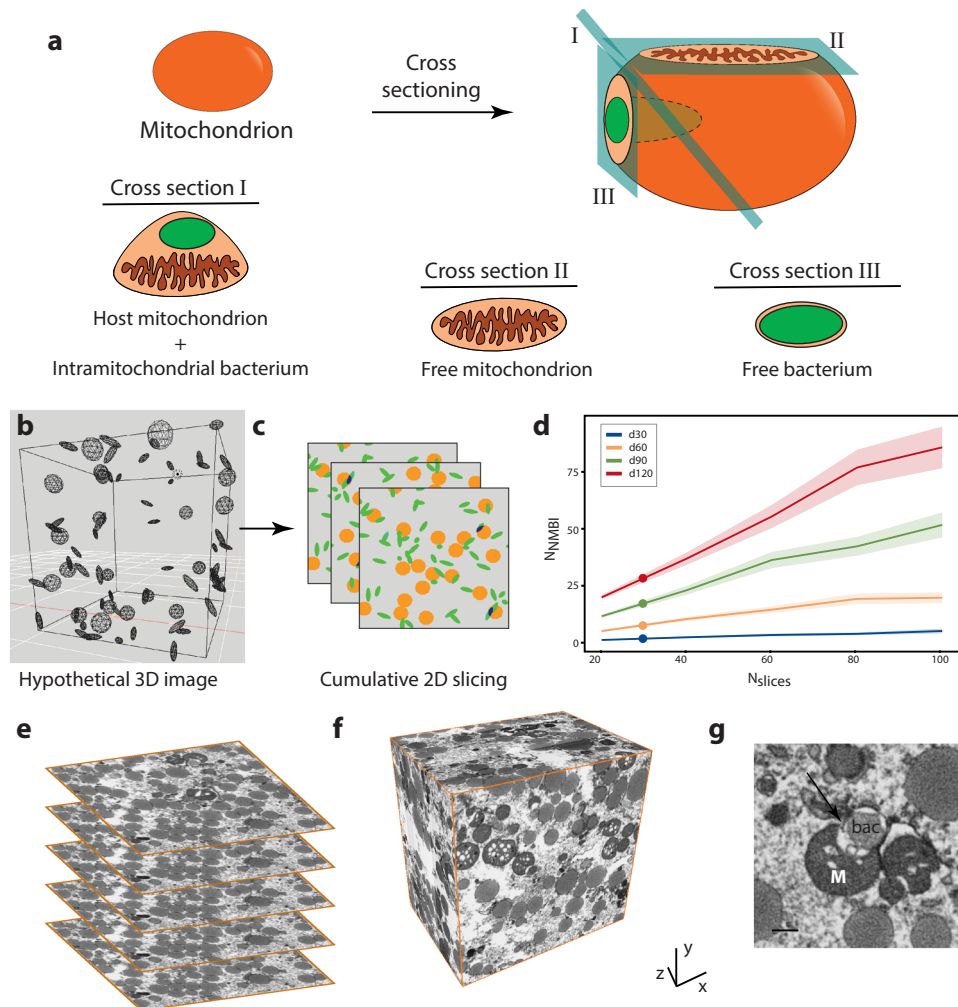 a
Mitochondrion
Cross
sectioning
I
II
III
Cross section I
Host mitochondrion
+
Intramitochondrial bacterium
Cross section II
Free mitochondrion
Cross section III
Free bacterium
b
Hypothetical 3D image
c
Cumulative 2D slicing
d
d30
d60
d90
d120
N_NMBI
75
50
25
0
20
40
60
80
100
N_slices
e
f
y
z
x
g
bac
M